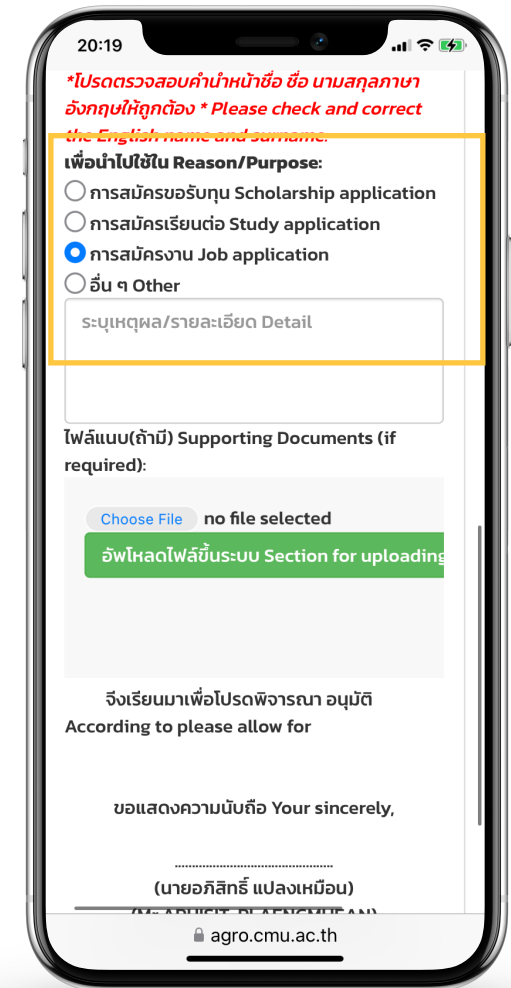 20:19
*โปรดตรวจสอบคำนำหน้าชื่อ ชื่อ นามสกุลภาษา
อังกฤษให้ถูกต้อง * Please check and correct
the English name and surname.
เพื่อนำไปใช้ใน Reason/Purpose:
การสมัครขอรับทุน Scholarship application
การสมัครเรียนต่อ Study application
การสมัครงาน Job application
อื่น ๆ Other
ระบุเหตุผล/รายละเอียด Detail
ไฟล์แนบ(ถ้ามี) Supporting Documents (if
required):
Choose File no file selected
อัพโหลดไฟล์ขึ้นระบบ Section for uploading
จึงเรียนมาเพื่อโปรดพิจารณา อนุมัติ
According to please allow for
ขอแสดงความนับถือ Your sincerely,
................................................
(นายอภิสิทธิ์ แปลงเหมือน)
(Mr.APHISIT PLAENGMUEAN)
agro.cmu.ac.th